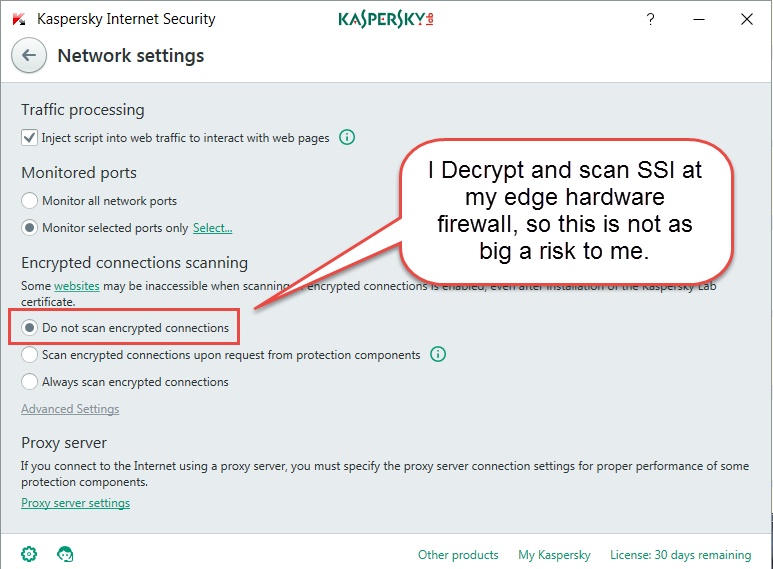 Kaspersky Internet Security
KASPERSKY lab
?
Network settings
Traffic processing
Inject script into web traffic to interact with web pages
Monitored ports
Monitor all network ports
Monitor selected ports only Select...
I Decrypt and scan SSI at
my edge hardware
firewall, so this is not as
big a risk to me.
Encrypted connections scanning
Some websites may be inaccessible when scanning encrypted connections is enabled, even after installation of the Kaspersky Lab
certificate.
Do not scan encrypted connections
Scan encrypted connections upon request from protection components
Always scan encrypted connections
Advanced Settings
Proxy server
If you connect to the Internet using a proxy server, you must specify the proxy server connection settings for proper performance of some
protection components.
Proxy server settings
Other products My Kaspersky License: 30 days remaining